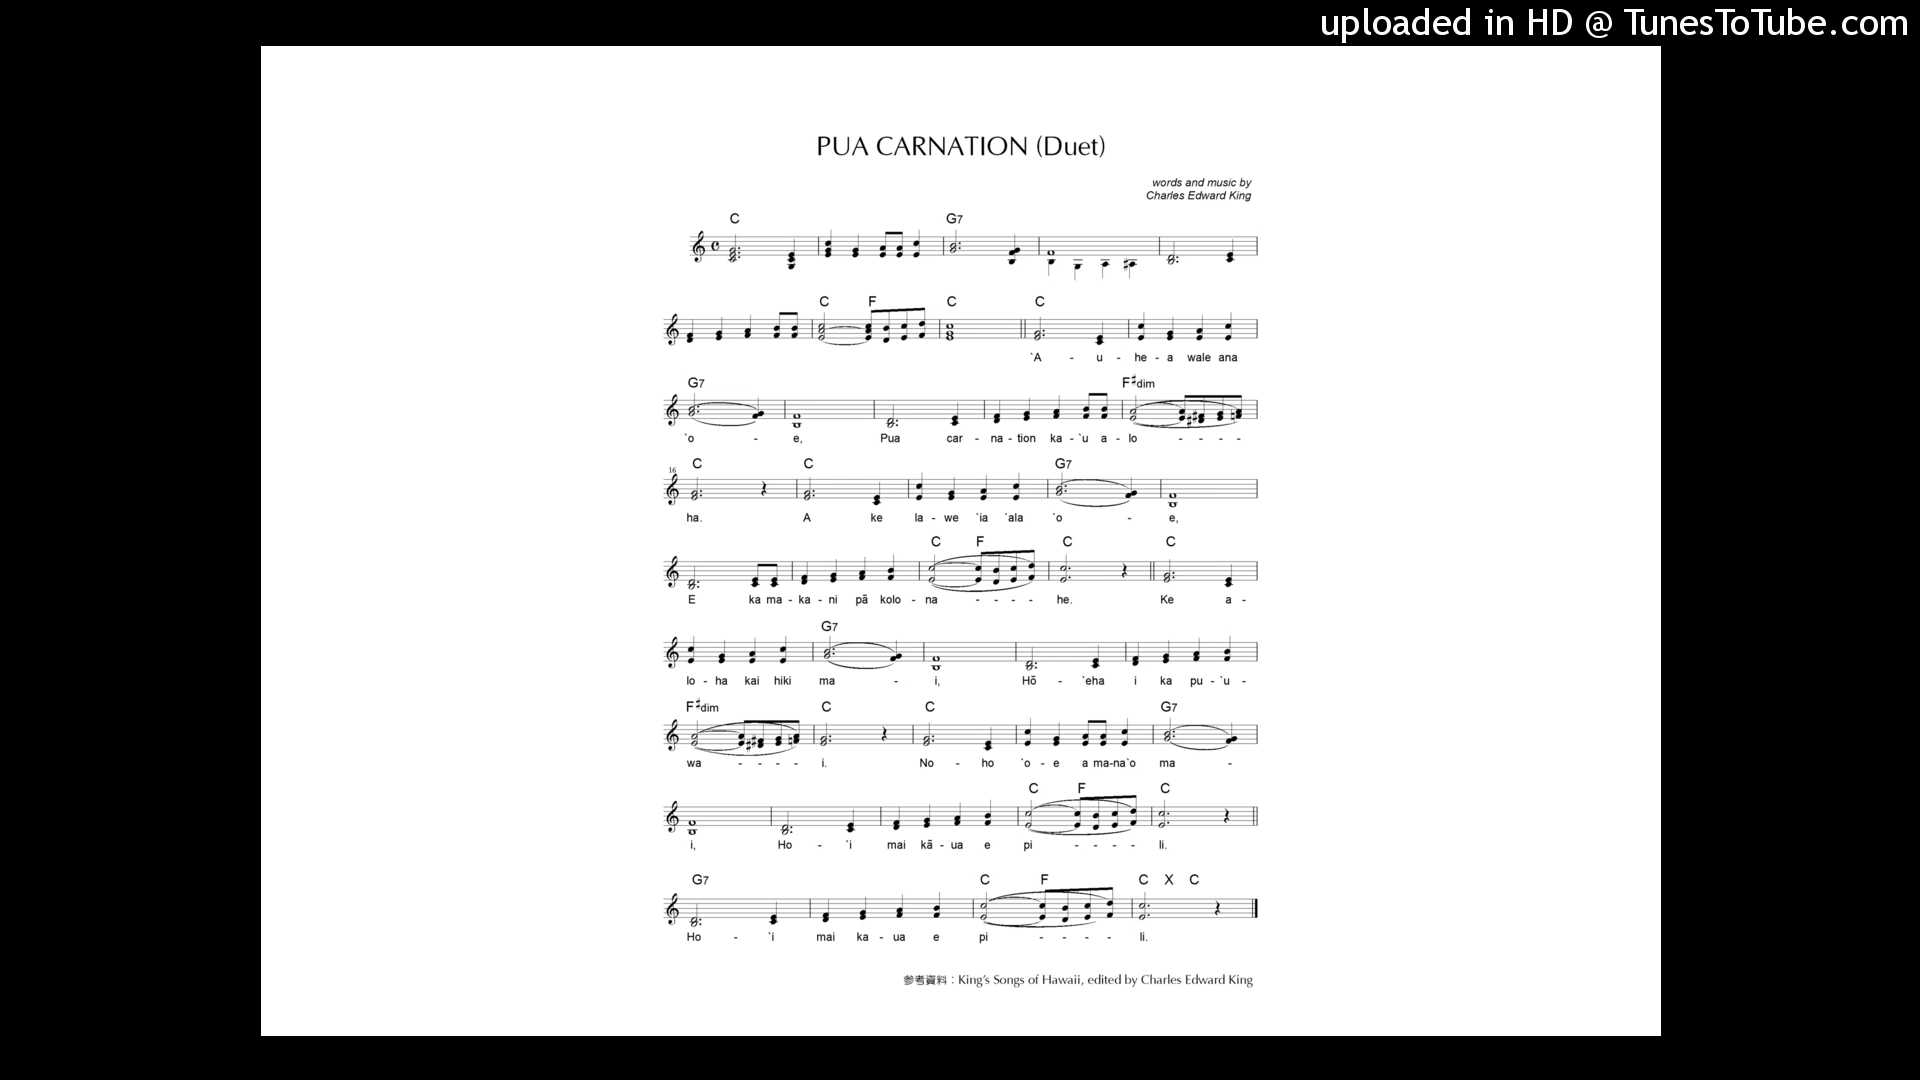 uploaded in HD @ TunesToTube.com
PUA CARNATION (Duet)
words and music by
Charles Edward King
C G7
C F C C
`A - u - he - a wale ana
G7 F♯dim
`o - e, Pua car - na - tion ka - `u a - lo - - - -
16
C C G7
ha. A ke la - we `ia `ala `o - e,
C F C C
E ka ma - ka - ni pā kolo - na - - - - he. Ke a -
G7
lo - ha kai hiki ma - i, Hō - `eha i ka pu - `u -
F♯dim C C G7
wa - - - - i. No - ho `o - e a ma-na`o ma -
C F C
i, Ho - `i mai kā - ua e pi - - - - li.
G7 C F C X C
Ho - `i mai ka - ua e pi - - - - li.
参考資料：King's Songs of Hawaii, edited by Charles Edward King